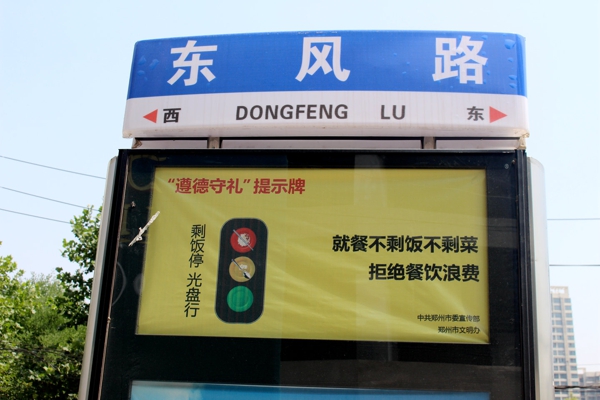 东风路
西 DONGFENG LU 东
“遵德守礼”提示牌
剩饭停 光盘行
就餐不剩饭不剩菜
拒绝餐饮浪费
中共郑州市委宣传部
郑州市文明办